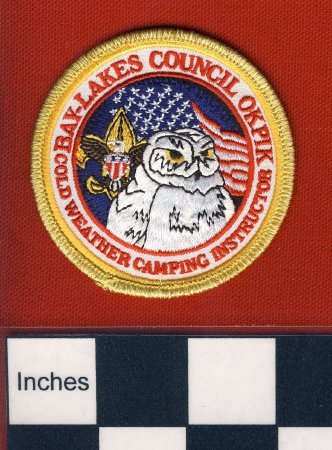 BAY-LAKES COUNCIL OKPIK
COLD WEATHER CAMPING INSTRUCTOR
Inches